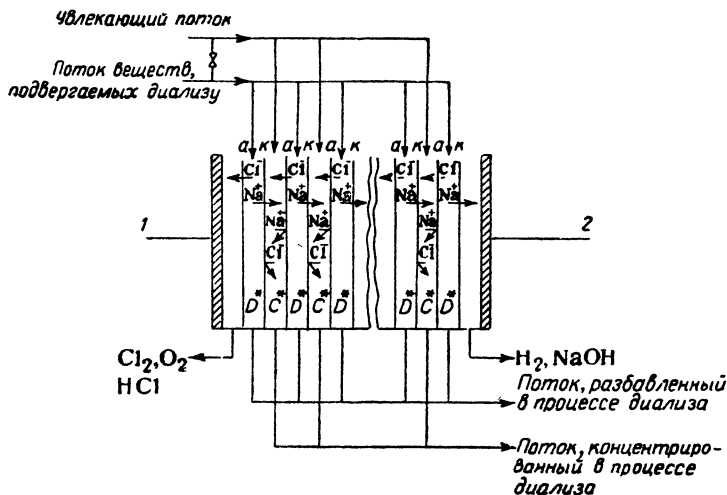 Увлекающий поток
Поток веществ,
подвергаемых диализу
а к а к а к а к а к
Cl⁻ Cl⁻ Cl⁻ Cl⁻ Cl⁻
Na⁺ Na⁺ Na⁺ Na⁺ Na⁺
Na⁺ Na⁺ Na⁺
1 2
Cl⁻ Cl⁻ Cl⁻
D* C* D* C* D* D* C* D*
Cl₂,O₂
HCl
H₂, NaOH
Поток, разбавленный
в процессе диализа
Поток, концентриро-
ванный в процессе
диализа